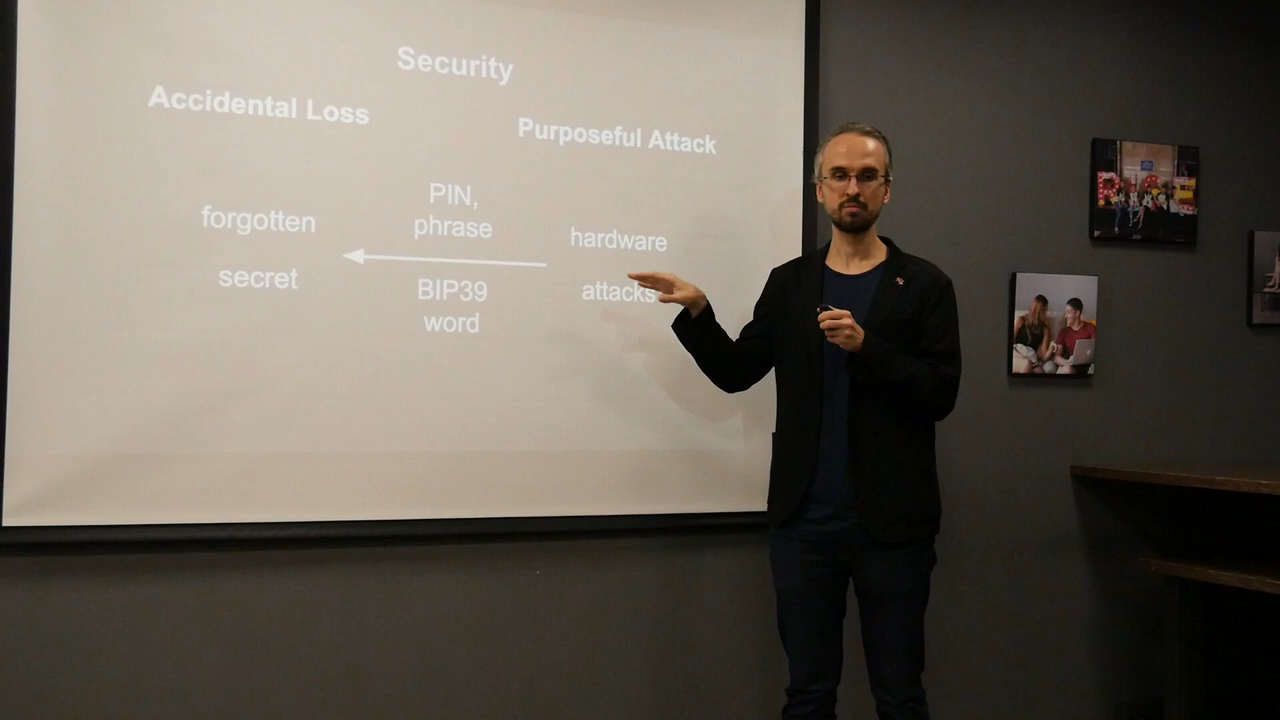 Security
Accidental Loss
Purposeful Attack
PIN,
phrase
forgotten
hardware
secret
BIP39
word
attacks